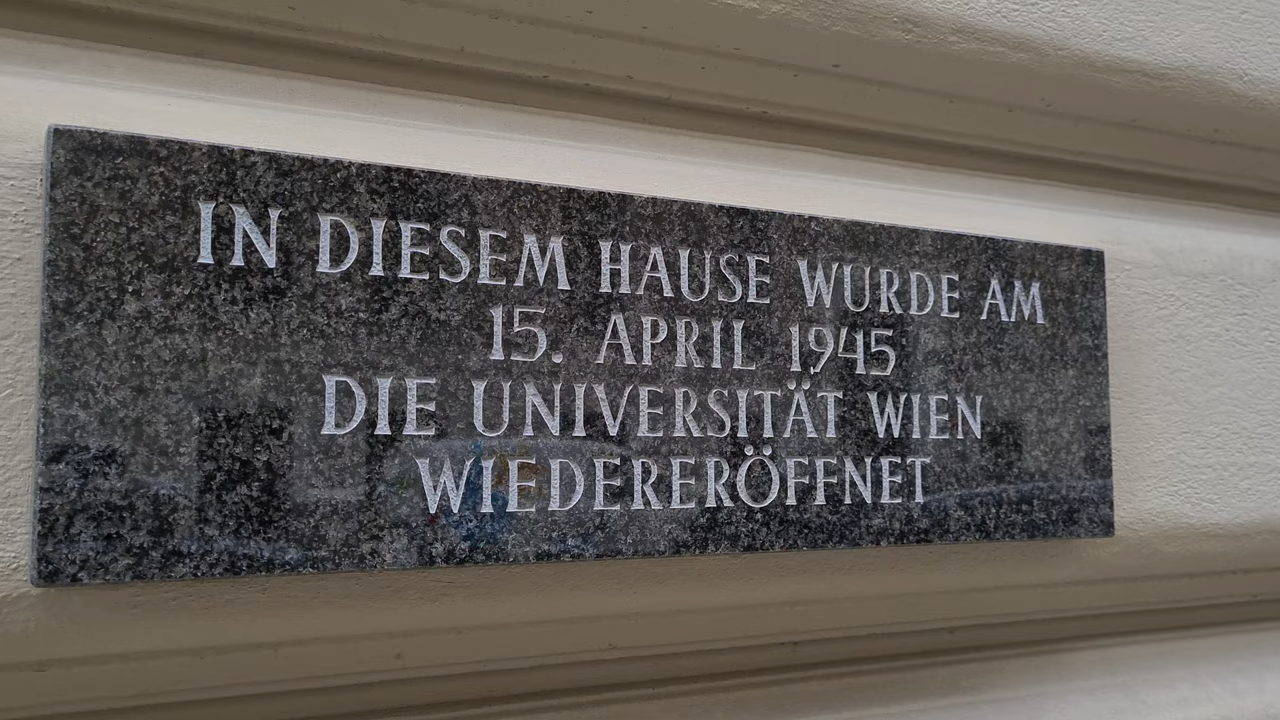 IN DIESEM HAUSE WURDE AM
15. APRIL 1945
DIE UNIVERSITÄT WIEN
WIEDERERÖFFNET